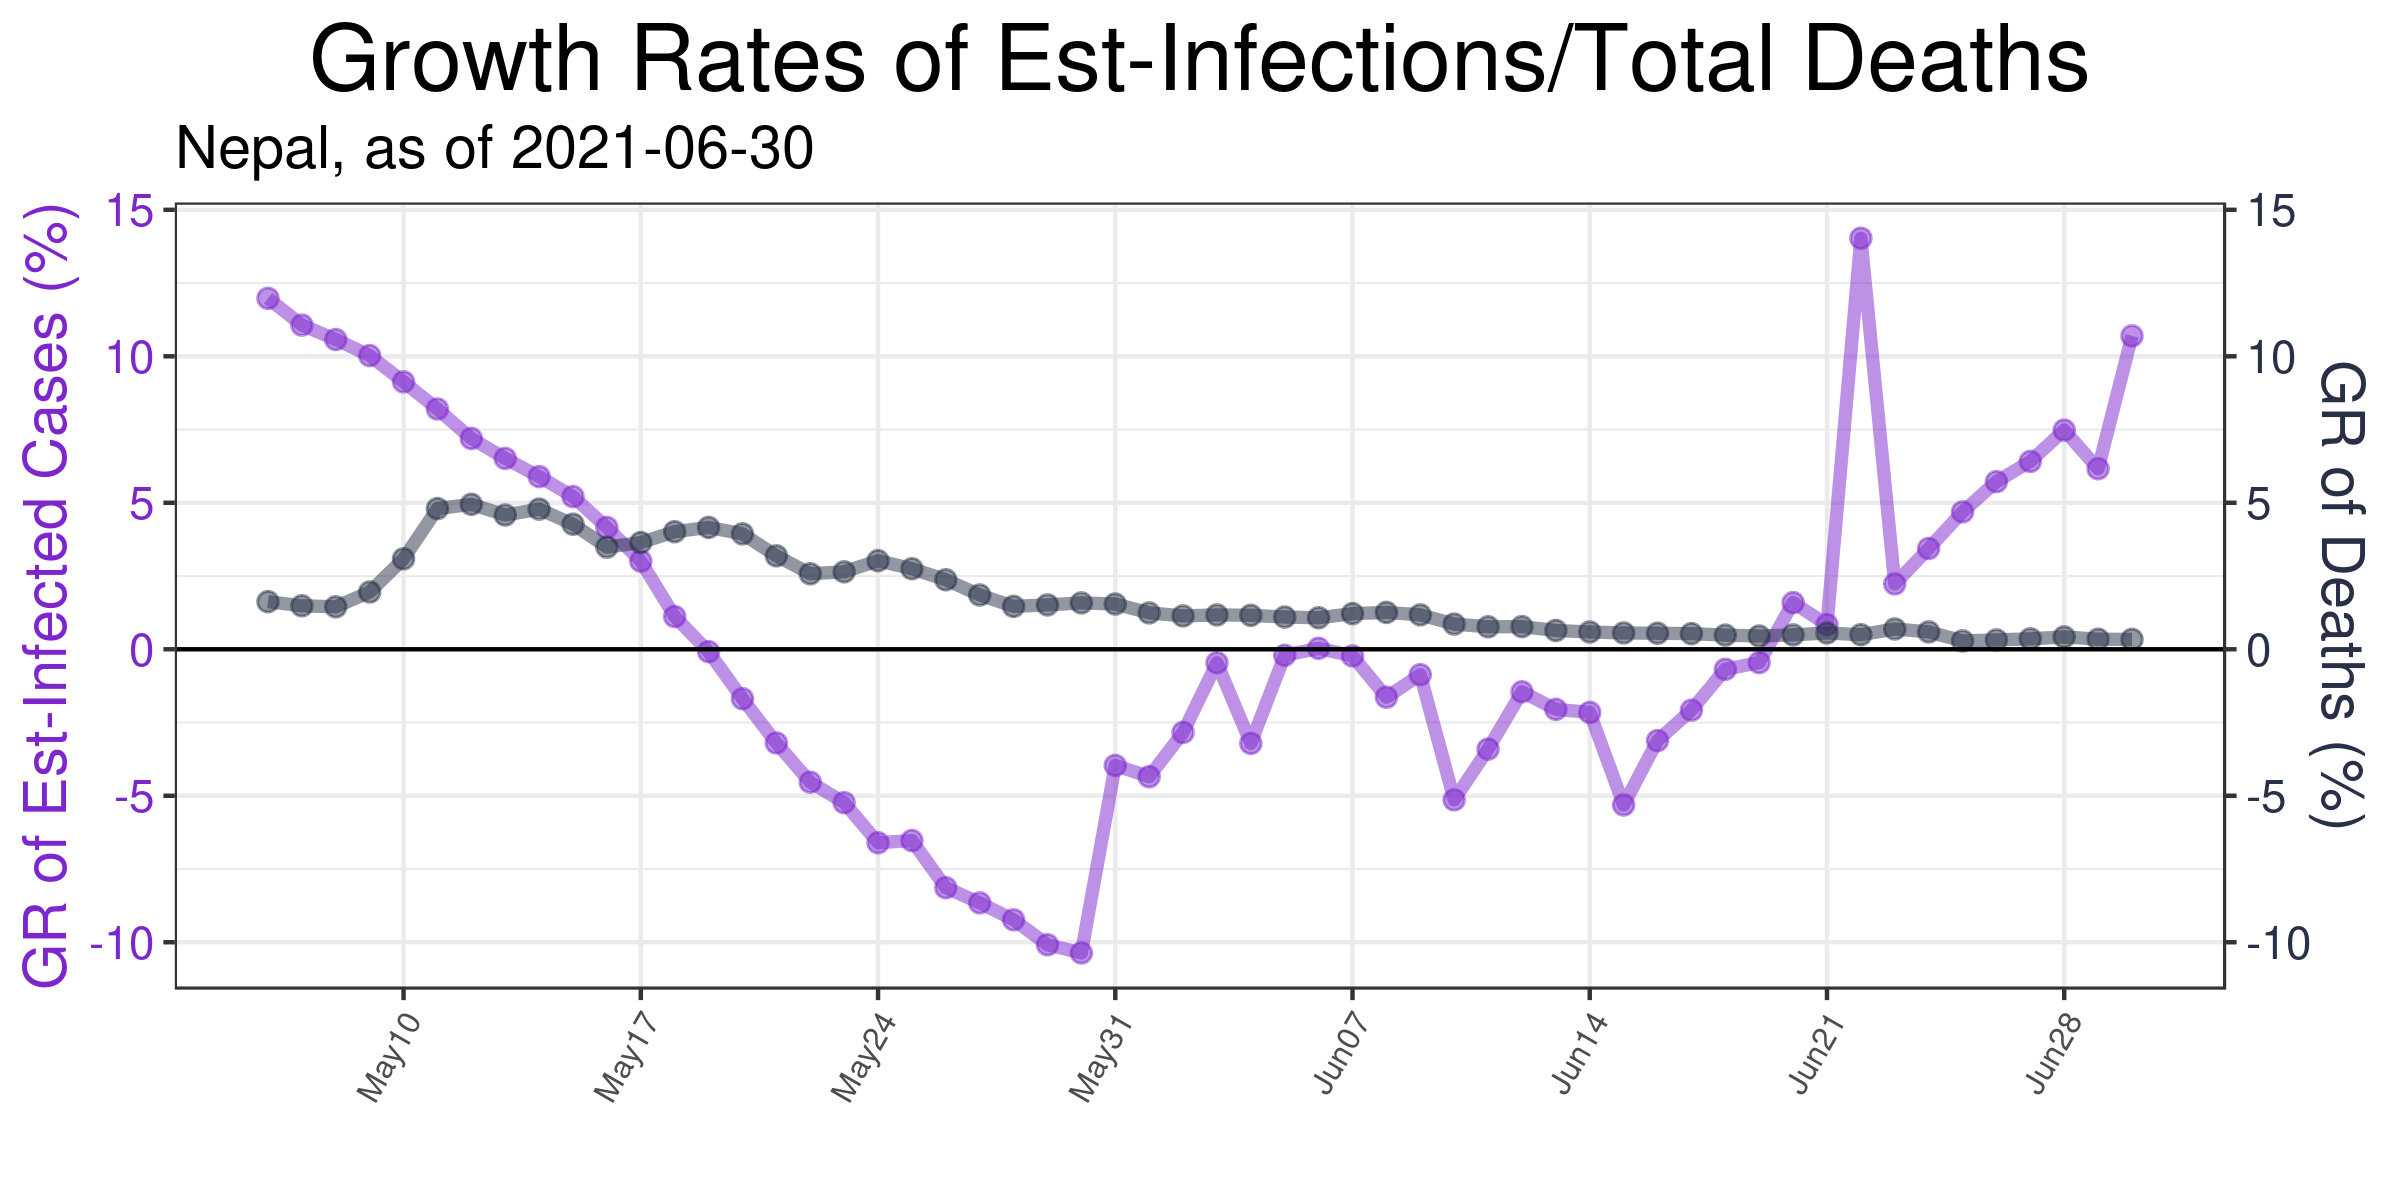 Growth Rates of Est-Infections/Total Deaths
Nepal, as of 2021-06-30
GR of Est-Infected Cases (%)
15
10
5
0
-5
-10
15
10
5
0
-5
-10
GR of Deaths (%)
May10
May17
May24
May31
Jun07
Jun14
Jun21
Jun28